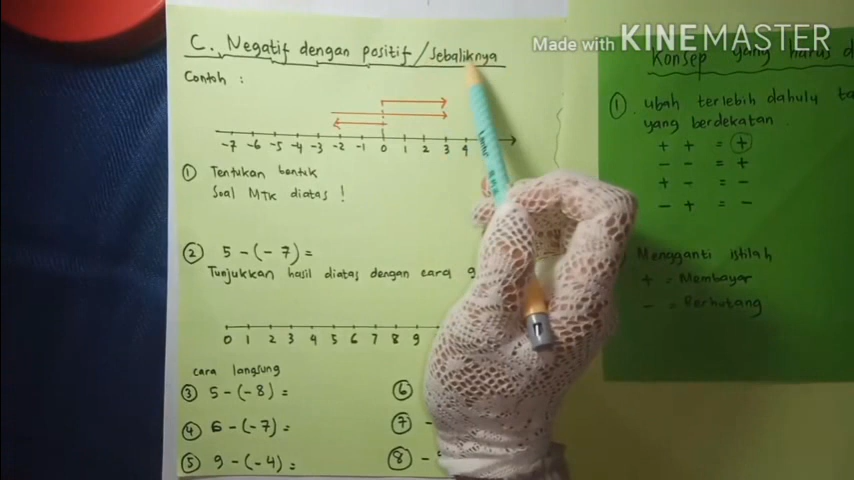 C. Negatif dengan positif / sebaliknya
Contoh :
-7 -6 -5 -4 -3 -2 -1 0 1 2 3 4
① Tentukan bentuk
Soal MTK diatas !
② 5 - (- 7) =
Tunjukkan hasil diatas dengan cara
0 1 2 3 4 5 6 7 8 9
cara langsung
③ 5 - (- 8) =
④ 6 - (- 7) =
⑤ 9 - (- 4) =
⑥
⑦ -
⑧ -
Made with KINEMASTER
Konsep yang harus
① ubah terlebih dahulu
yang berdekatan
+ + = +
- - = +
+ - = -
- + = -
Mengganti istilah
+ = Membayar
- = Berhutang